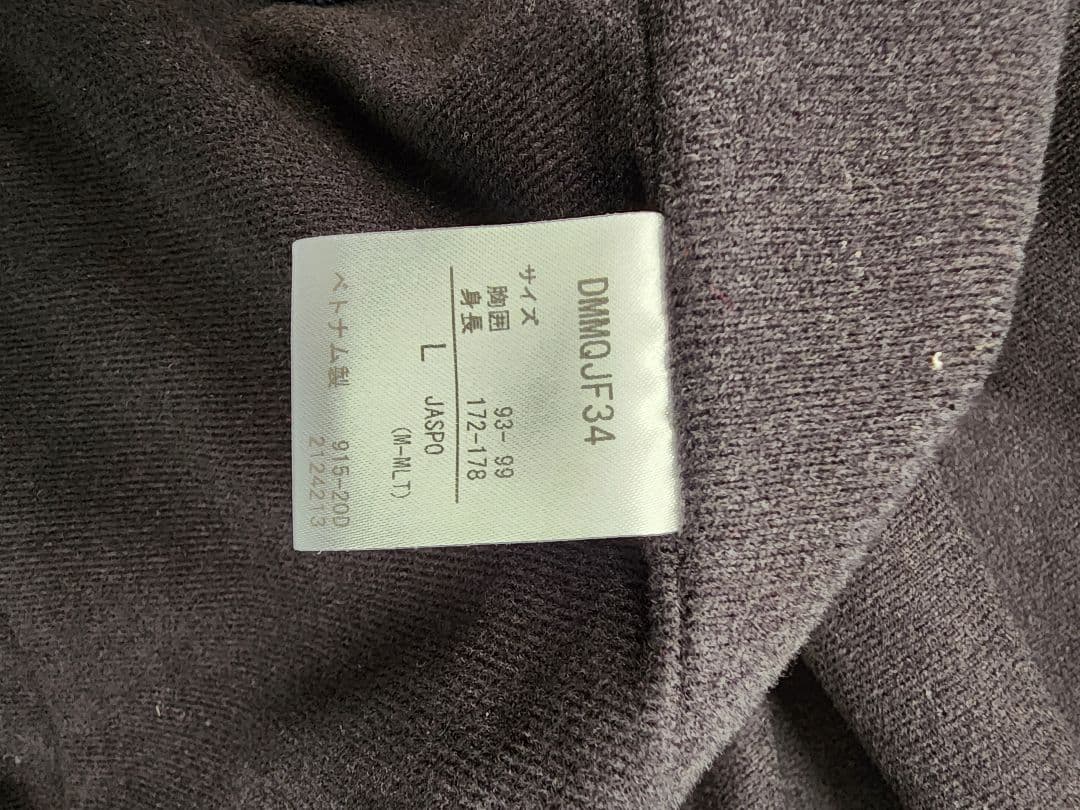 DMMQJF34
サイズ
胸囲 93-99
身長 172-178
L JASPO
(M-MLT)
ベトナム製 915-20D
2124213